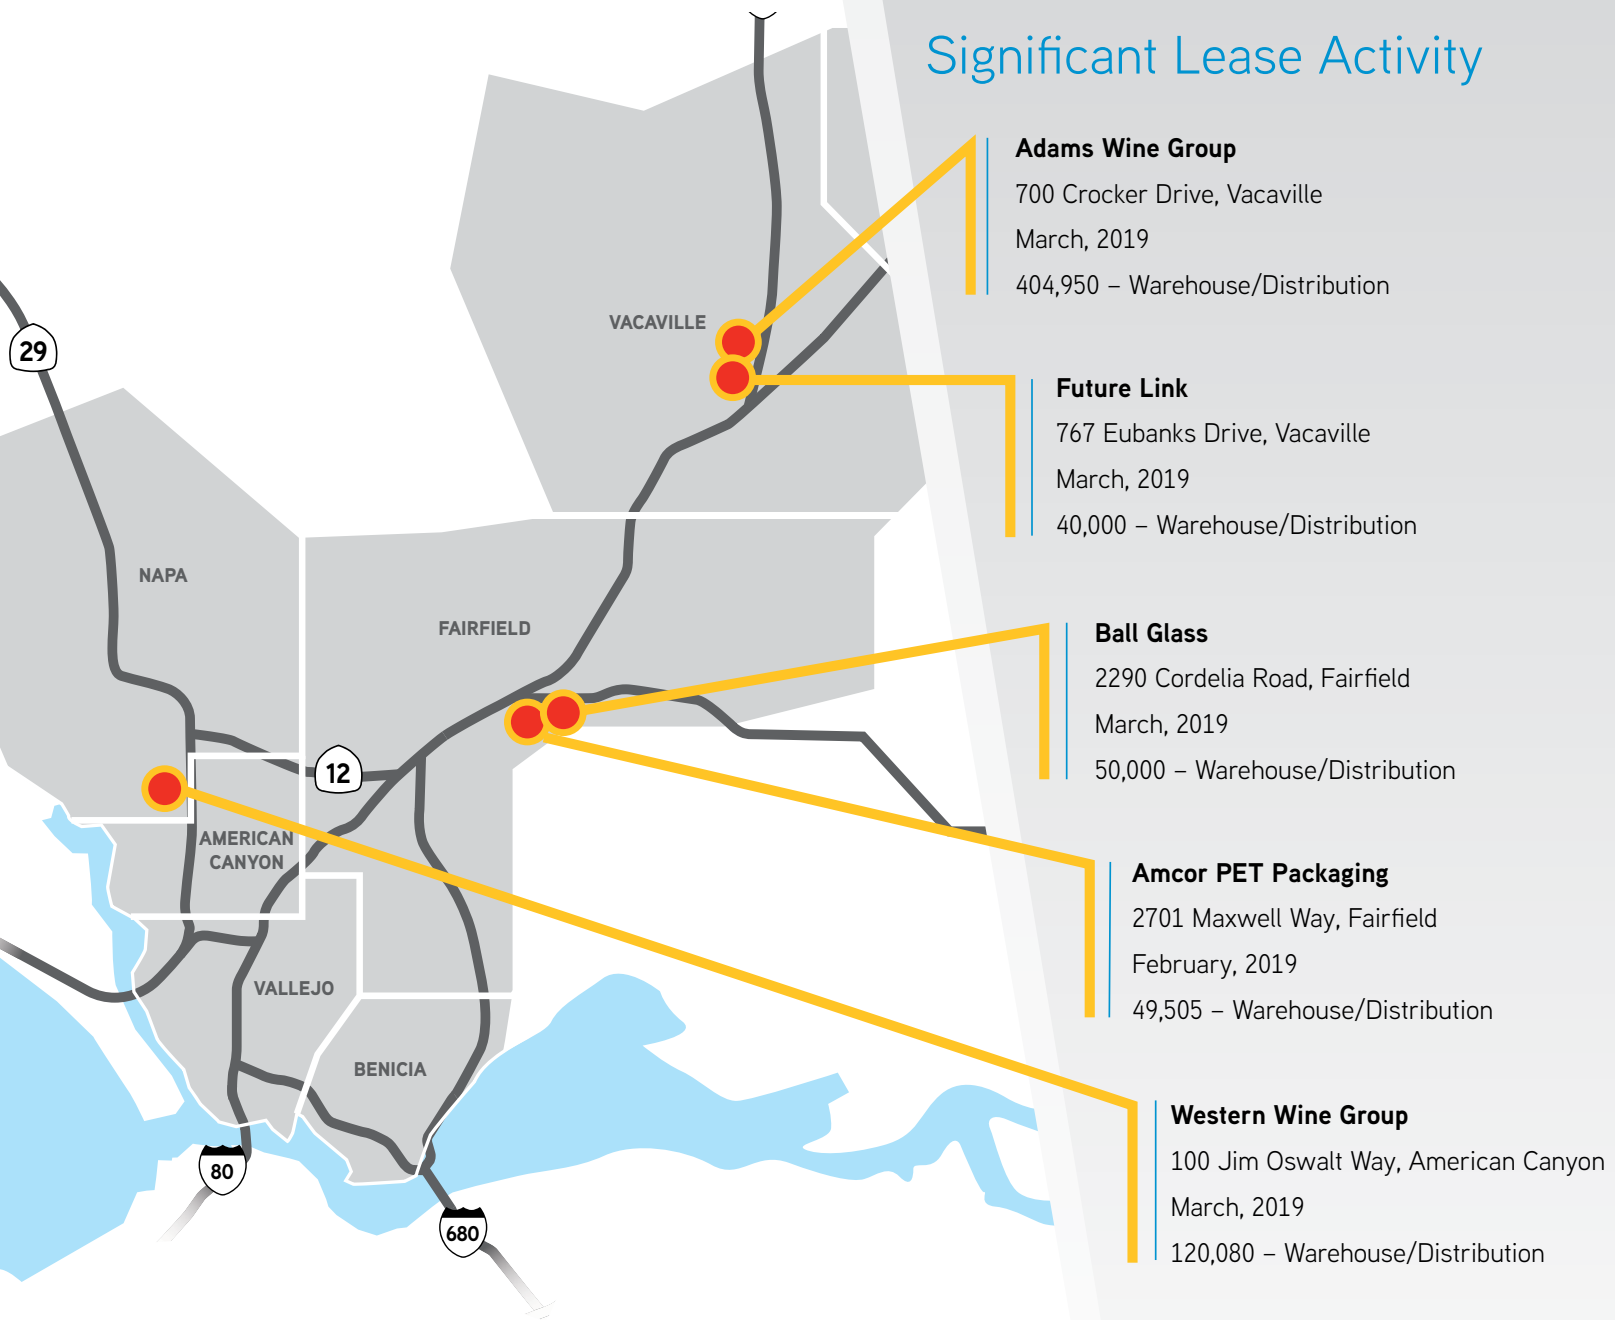 Significant Lease Activity
Adams Wine Group
700 Crocker Drive, Vacaville
March, 2019
404,950 – Warehouse/Distribution
Future Link
767 Eubanks Drive, Vacaville
March, 2019
40,000 – Warehouse/Distribution
Ball Glass
2290 Cordelia Road, Fairfield
March, 2019
50,000 – Warehouse/Distribution
Amcor PET Packaging
2701 Maxwell Way, Fairfield
February, 2019
49,505 – Warehouse/Distribution
Western Wine Group
100 Jim Oswalt Way, American Canyon
March, 2019
120,080 – Warehouse/Distribution
VACAVILLE
29
NAPA
FAIRFIELD
12
AMERICAN
CANYON
VALLEJO
BENICIA
80
680